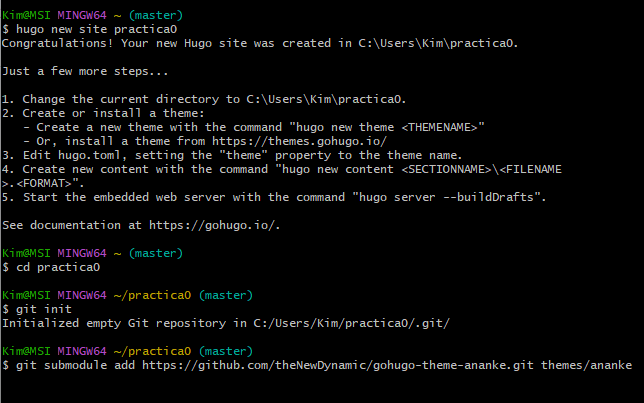 Kim@MSI MINGW64 ~ (master)
$ hugo new site practica0
Congratulations! Your new Hugo site was created in C:\Users\Kim\practica0.
Just a few more steps...
1. Change the current directory to C:\Users\Kim\practica0.
2. Create or install a theme:
   - Create a new theme with the command "hugo new theme <THEMENAME>"
   - Or, install a theme from https://themes.gohugo.io/
3. Edit hugo.toml, setting the "theme" property to the theme name.
4. Create new content with the command "hugo new content <SECTIONNAME>\<FILENAME
>.<FORMAT>".
5. Start the embedded web server with the command "hugo server --buildDrafts".
See documentation at https://gohugo.io/.
Kim@MSI MINGW64 ~ (master)
$ cd practica0
Kim@MSI MINGW64 ~/practica0 (master)
$ git init
Initialized empty Git repository in C:/Users/Kim/practica0/.git/
Kim@MSI MINGW64 ~/practica0 (master)
$ git submodule add https://github.com/theNewDynamic/gohugo-theme-ananke.git themes/ananke